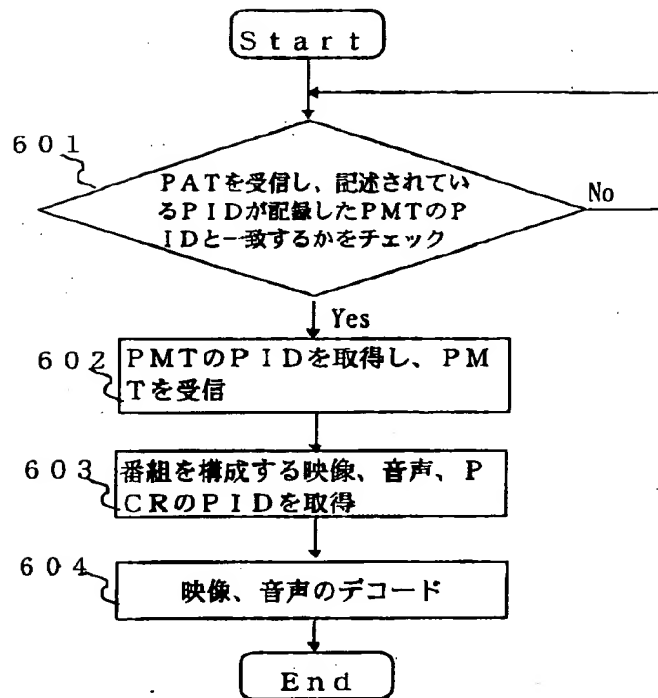 Ｓｔａｒｔ
６０１
ＰＡＴを受信し、記述されてい
るＰＩＤが記録したＰＭＴのＰ
ＩＤと一致するかをチェック
No
Yes
６０２
ＰＭＴのＰＩＤを取得し、ＰＭ
Ｔを受信
６０３
番組を構成する映像、音声、Ｐ
ＣＲのＰＩＤを取得
６０４
映像、音声のデコード
Ｅｎｄ